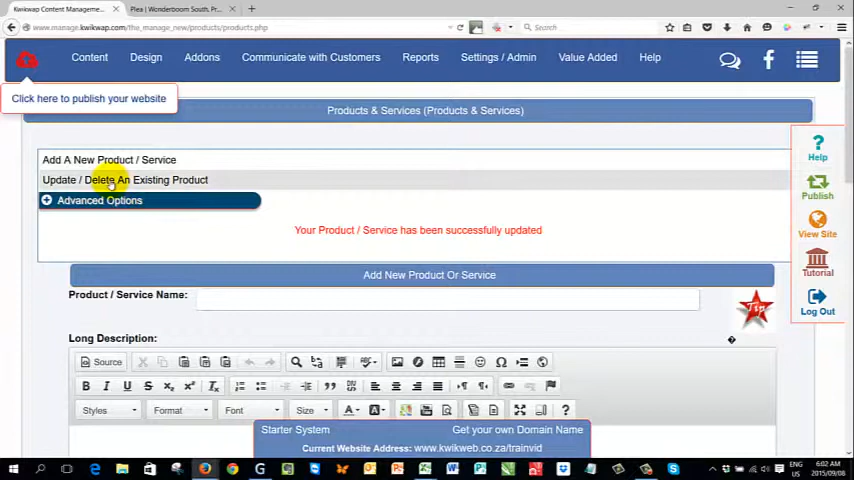 Kwikwap Content Manageme...
Plea | Wonderboom South, P...
www.manage.kwikwap.com/the_manage_new/products/products.php
Search
Content
Design
Addons
Communicate with Customers
Reports
Settings / Admin
Value Added
Help
Click here to publish your website
Products & Services (Products & Services)
Add A New Product / Service
Update / Delete An Existing Product
Advanced Options
Your Product / Service has been successfully updated
Help
Publish
View Site
Tutorial
Log Out
Add New Product Or Service
Product / Service Name:
Tip
Long Description:
Source
Styles
Format
Font
Size
Starter System
Get your own Domain Name
Current Website Address: www.kwikweb.co.za/trainvid
ENG
US
6:02 AM
2015/09/08